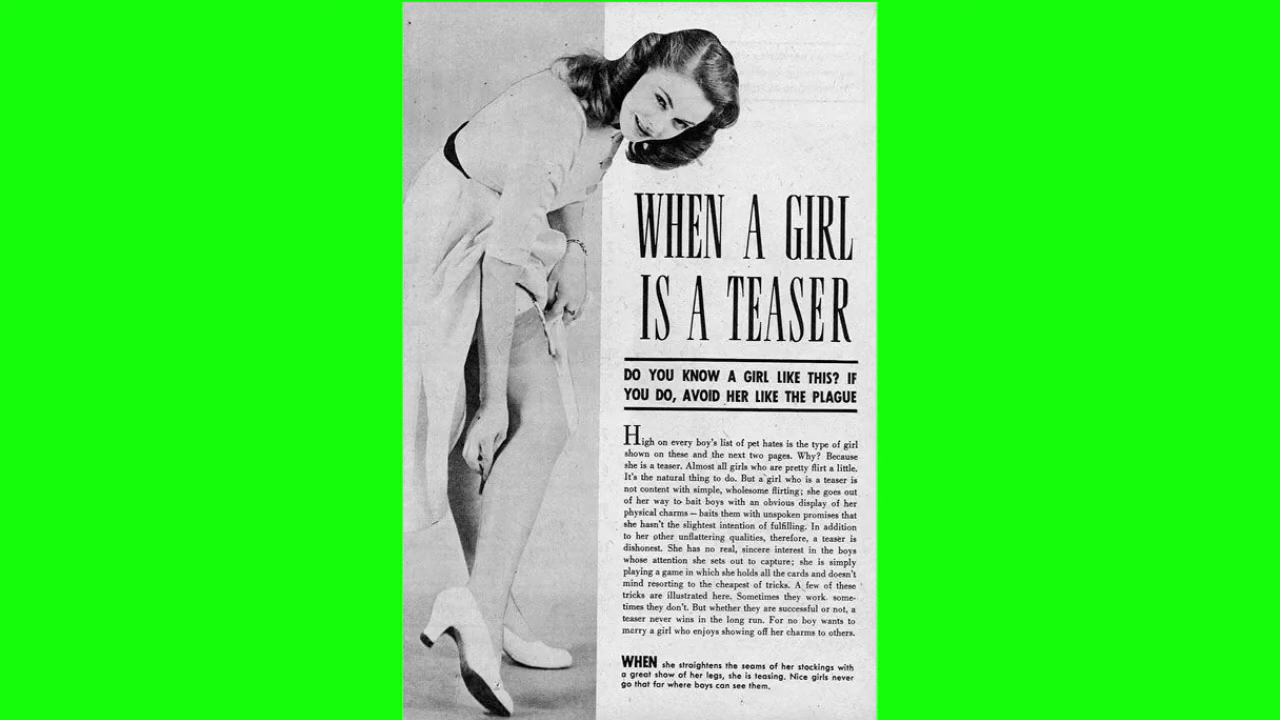 WHEN A GIRL
IS A TEASER
DO YOU KNOW A GIRL LIKE THIS? IF
YOU DO, AVOID HER LIKE THE PLAGUE
High on every boy's list of pet hates is the type of girl
shown on these and the next two pages. Why? Because
she is a teaser. Almost all girls who are pretty flirt a little.
It's the natural thing to do. But a girl who is a teaser is
not content with simple, wholesome flirting; she goes out
of her way to bait boys with an obvious display of her
physical charms — baits them with unspoken promises that
she hasn't the slightest intention of fulfilling. In addition
to her other unflattering qualities, therefore, a teaser is
dishonest. She has no real, sincere interest in the boys
whose attention she sets out to capture; she is simply
playing a game in which she holds all the cards and doesn't
mind resorting to the cheapest of tricks. A few of these
tricks are illustrated here. Sometimes they work. some-
times they don't. But whether they are successful or not, a
teaser never wins in the long run. For no boy wants to
marry a girl who enjoys showing off her charms to others.
WHEN she straightens the seams of her stockings with
a great show of her legs, she is teasing. Nice girls never
go that far where boys can see them.